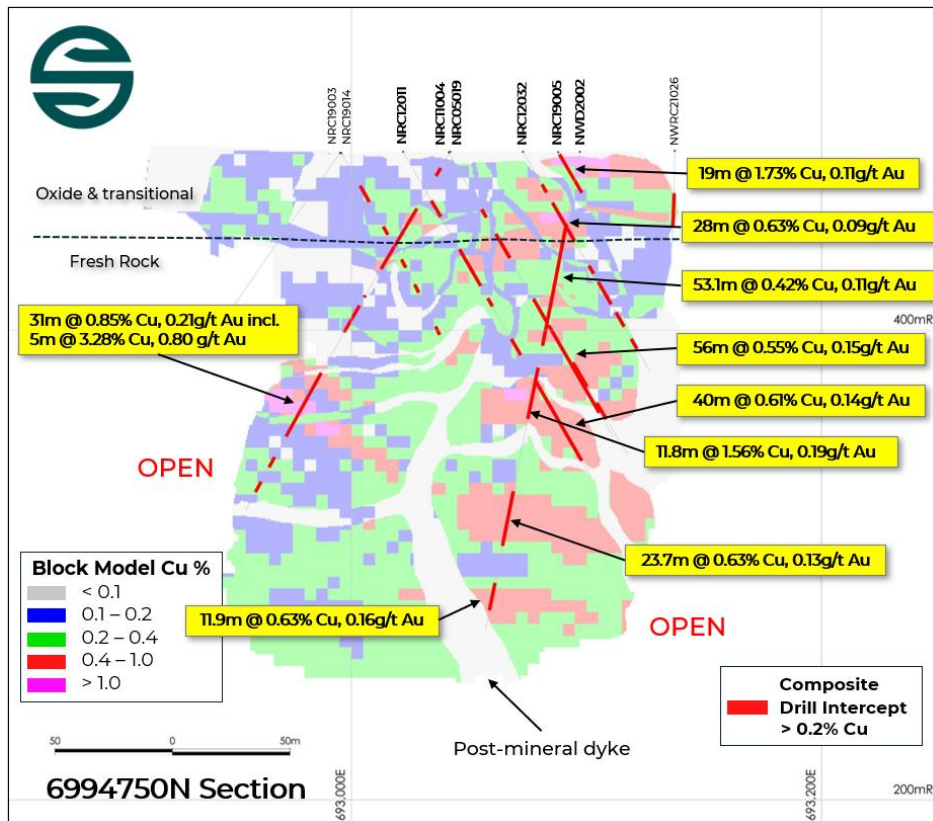 NRC19003
NRC19014
NRC12011
NRC11004
NRC05019
NRC12032
NRC19005
NWD2002
NWRC21026
Oxide & transitional
Fresh Rock
19m @ 1.73% Cu, 0.11g/t Au
28m @ 0.63% Cu, 0.09g/t Au
53.1m @ 0.42% Cu, 0.11g/t Au
31m @ 0.85% Cu, 0.21g/t Au incl.
5m @ 3.28% Cu, 0.80 g/t Au
400mR
56m @ 0.55% Cu, 0.15g/t Au
40m @ 0.61% Cu, 0.14g/t Au
11.8m @ 1.56% Cu, 0.19g/t Au
OPEN
23.7m @ 0.63% Cu, 0.13g/t Au
Block Model Cu %
< 0.1
0.1 – 0.2
0.2 – 0.4
0.4 – 1.0
> 1.0
11.9m @ 0.63% Cu, 0.16g/t Au
OPEN
Composite
Drill Intercept
> 0.2% Cu
Post-mineral dyke
50 0 50m
6994750N Section
693,000E
693,200E
200mR